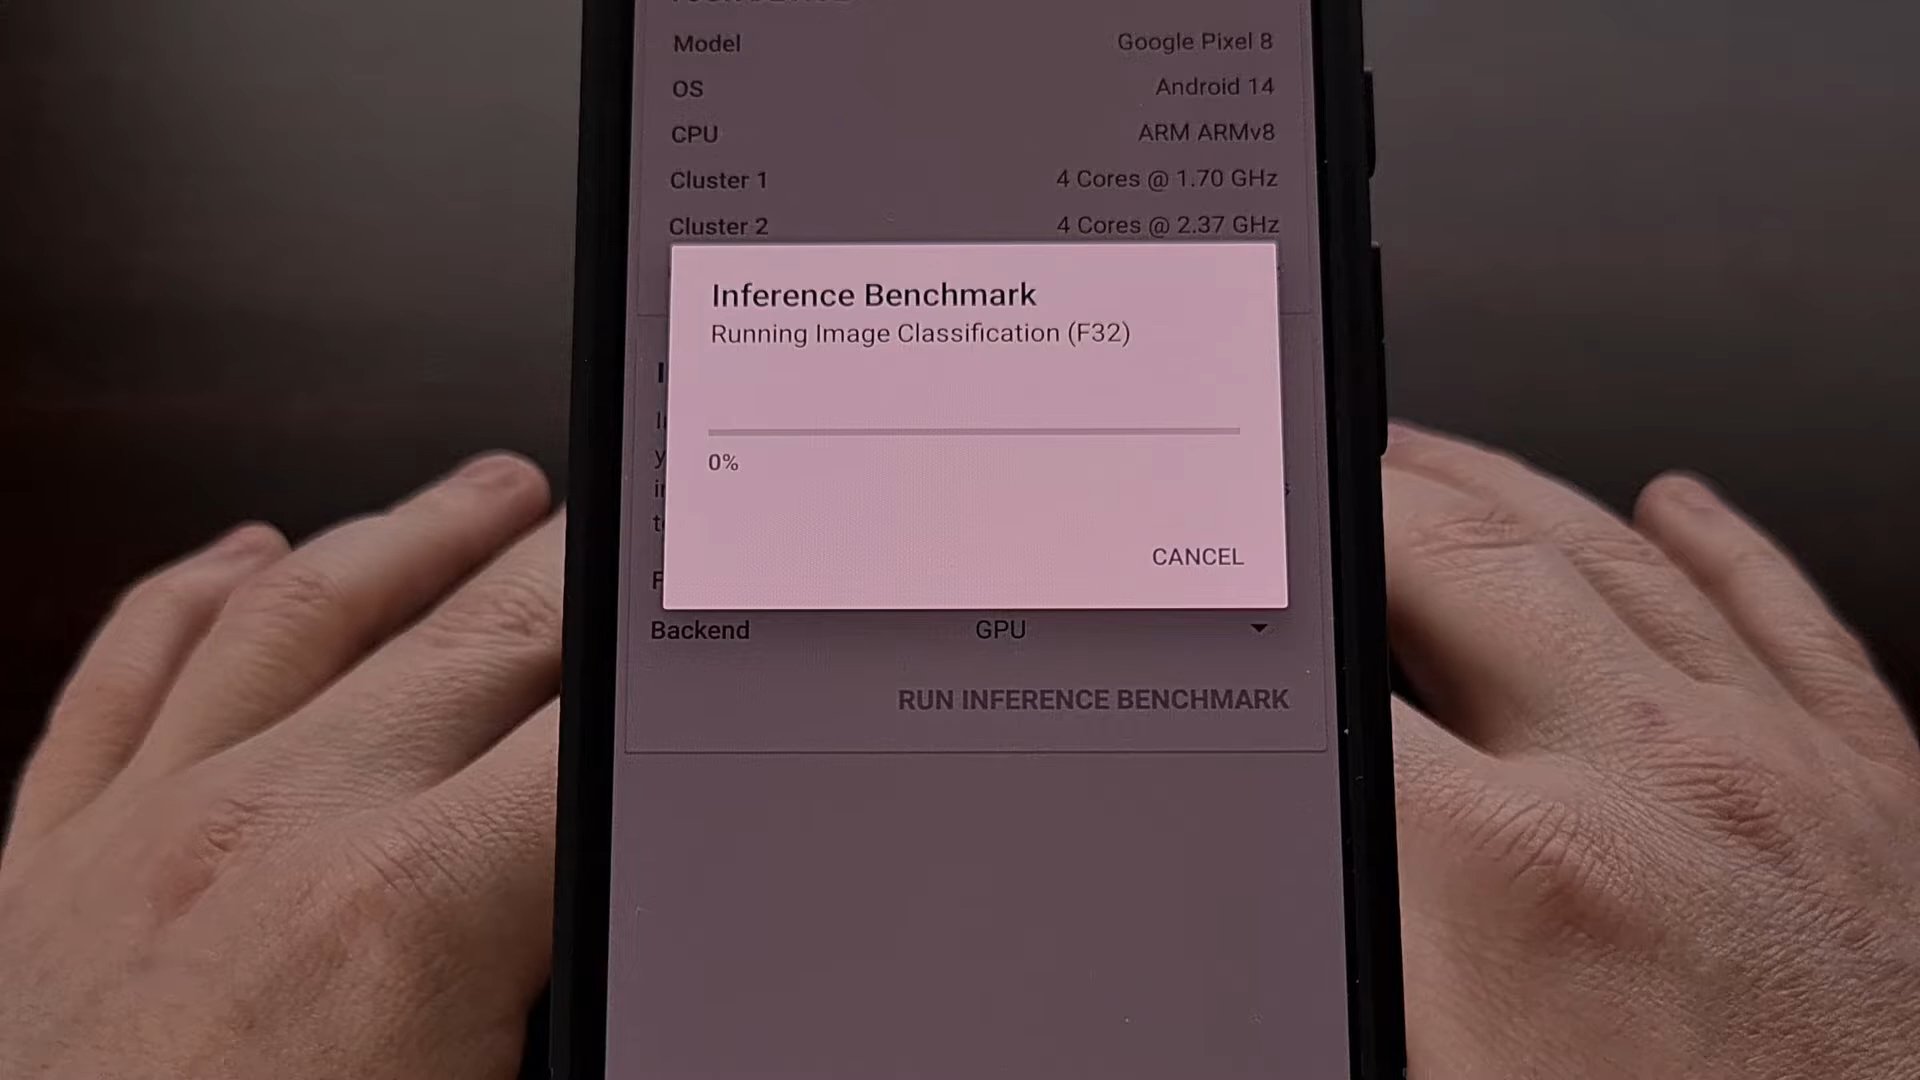 Model Google Pixel 8
OS Android 14
CPU ARM ARMv8
Cluster 1 4 Cores @ 1.70 GHz
Cluster 2 4 Cores @ 2.37 GHz
Inference Benchmark
Running Image Classification (F32)
0%
CANCEL
Backend GPU
RUN INFERENCE BENCHMARK